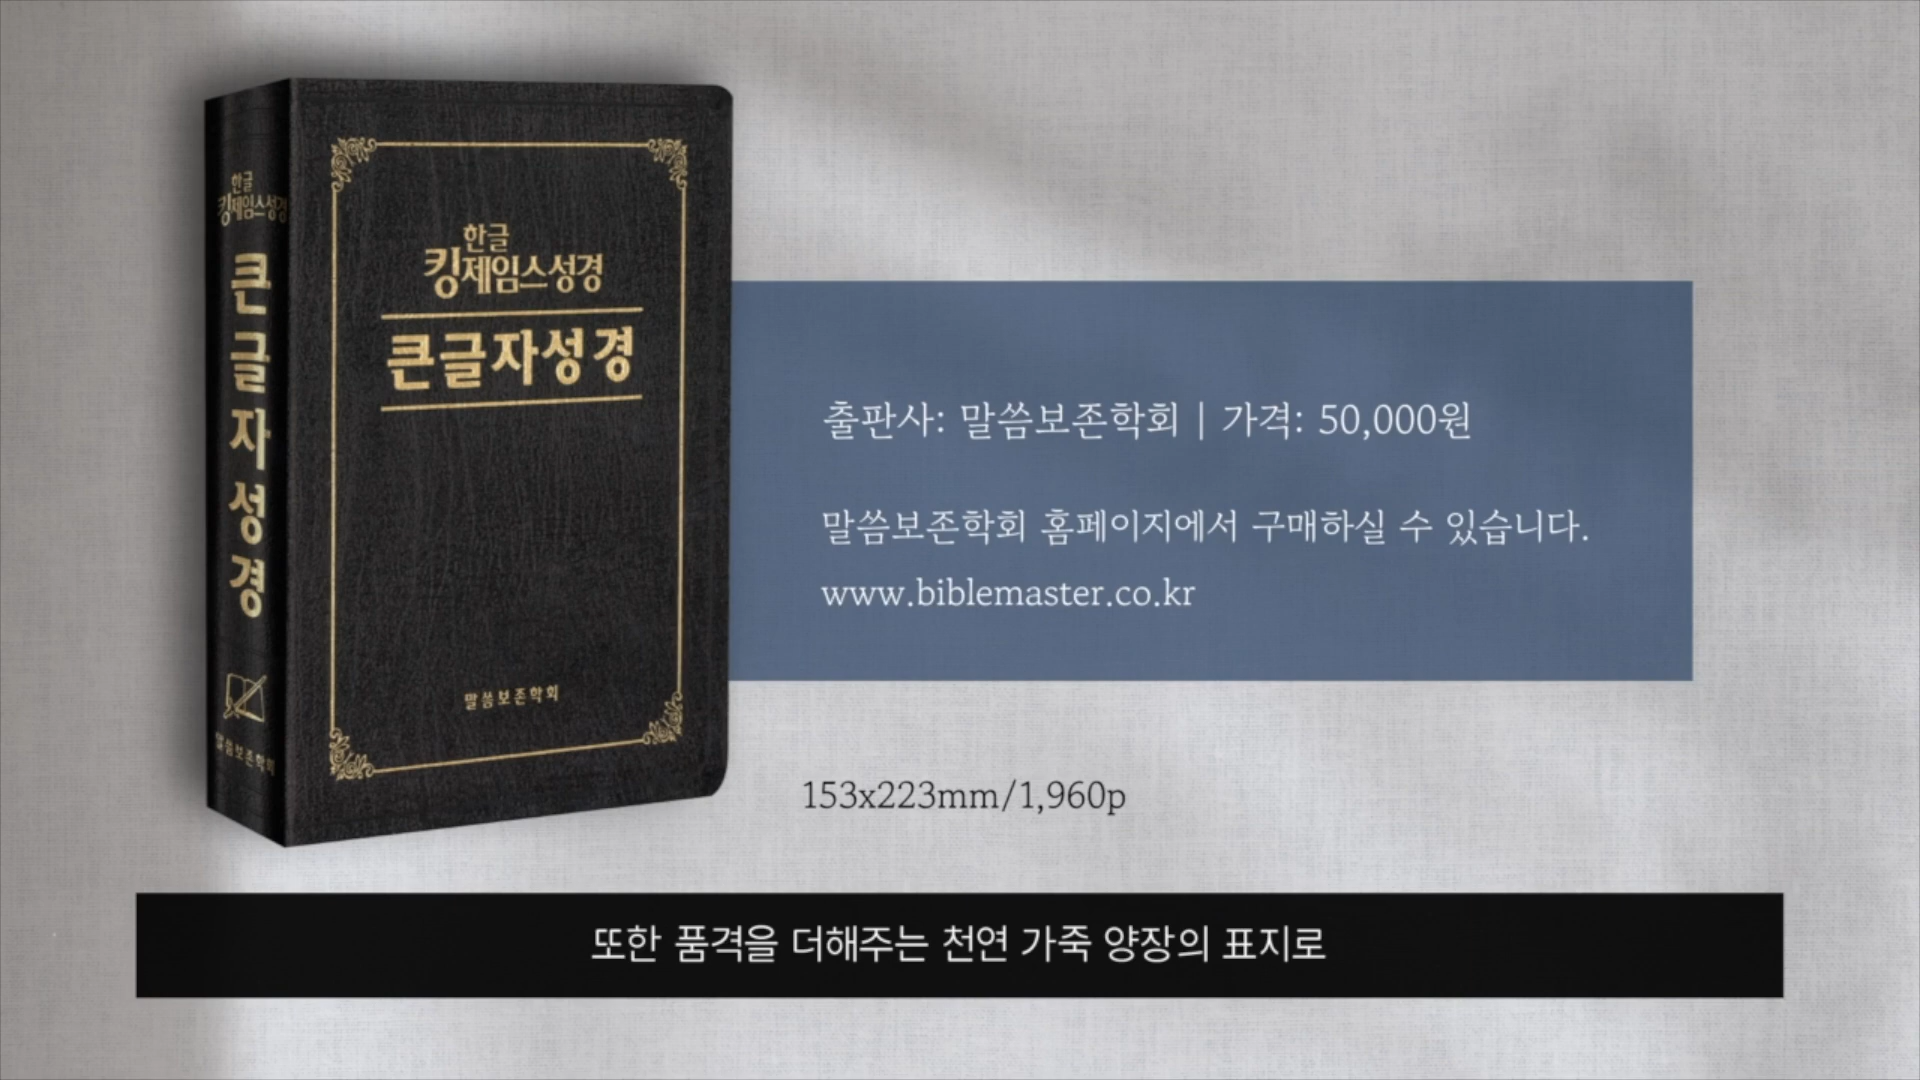 한글
킹제임스성경
큰글자성경
말씀보존학회
한글
킹제임스성경
큰글자성경
말씀보존학회
출판사: 말씀보존학회 | 가격: 50,000원
말씀보존학회 홈페이지에서 구매하실 수 있습니다.
www.biblemaster.co.kr
153x223mm/1,960p
또한 품격을 더해주는 천연 가죽 양장의 표지로